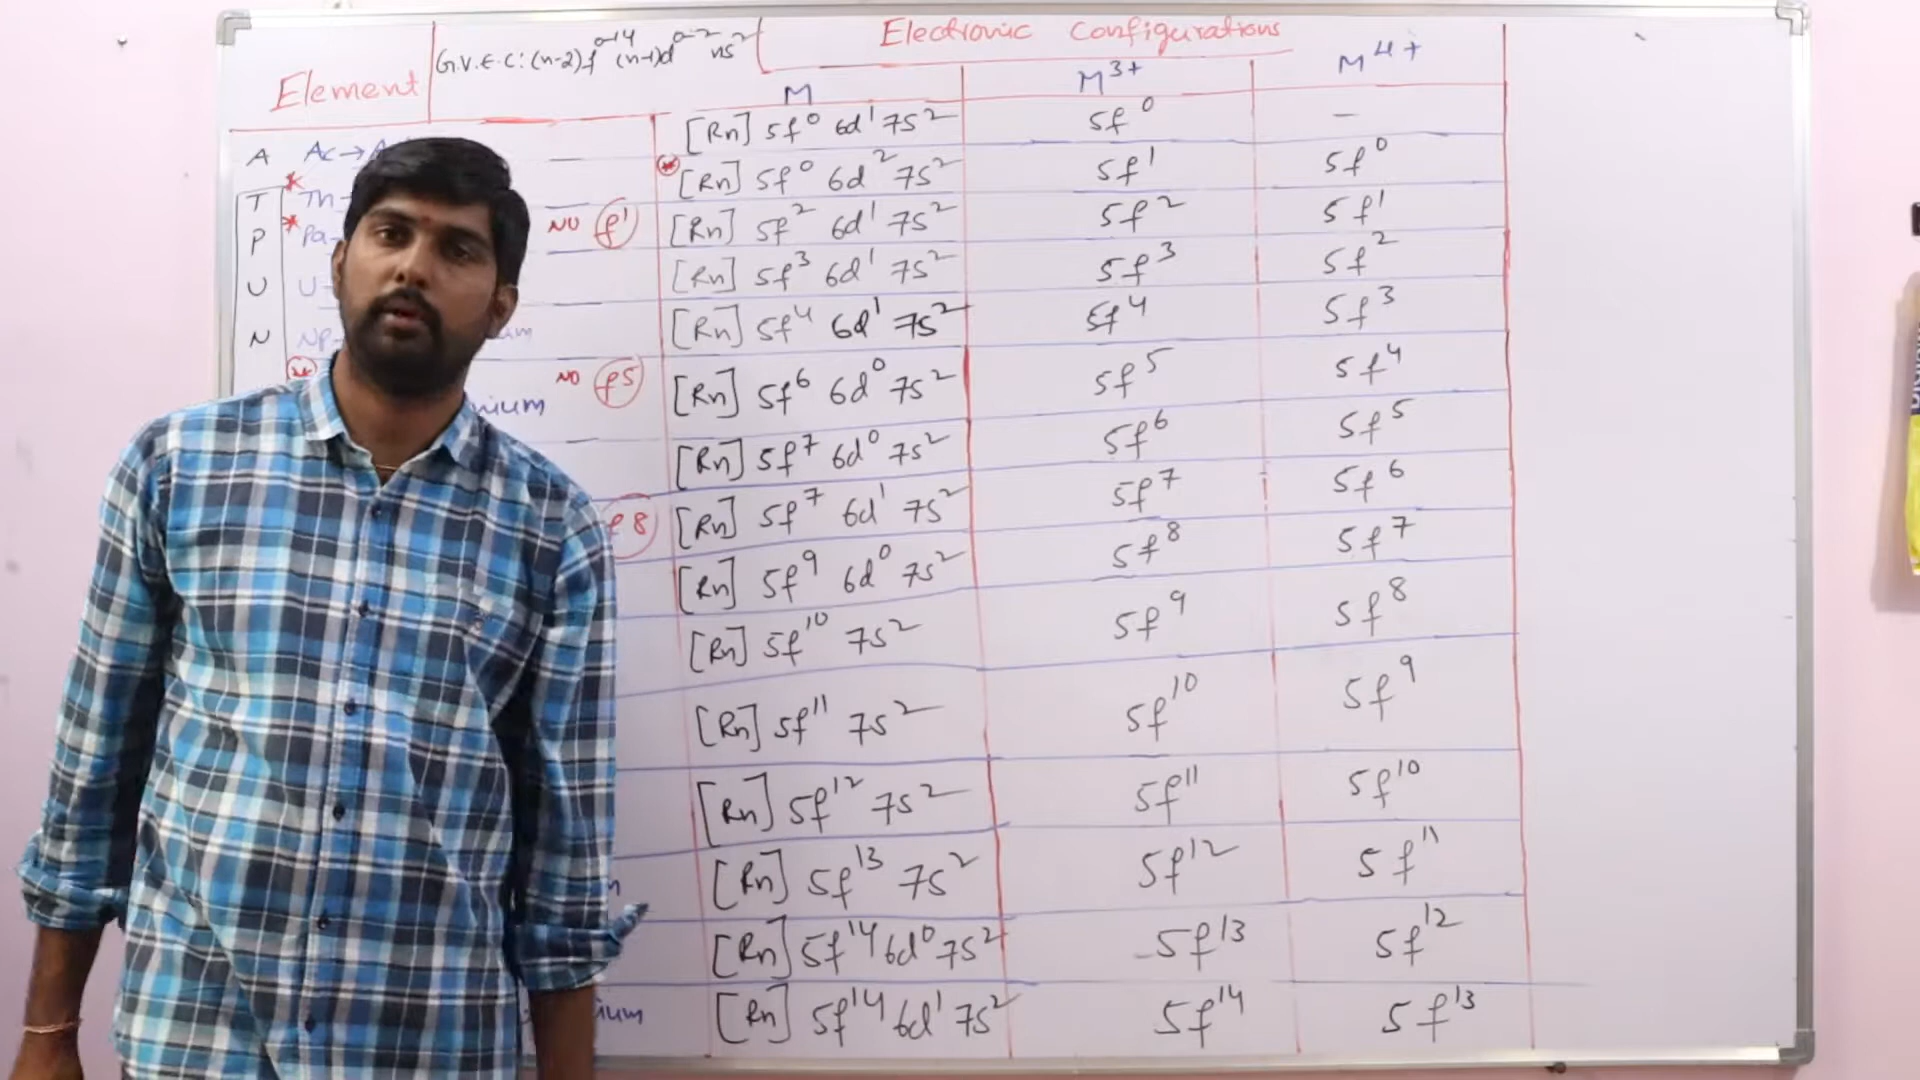 Electronic Configurations
Element G.V.E.C: (n-2)f⁰⁻¹⁴ (n-1)d⁰⁻² ns²
M M³⁺ M⁴⁺
A Ac→ — [Rn] 5f⁰ 6d¹ 7s² 5f⁰ —
T Th [Rn] 5f⁰ 6d² 7s² 5f¹ 5f⁰
P Pa NO f¹ [Rn] 5f² 6d¹ 7s² 5f² 5f¹
U U — [Rn] 5f³ 6d¹ 7s² 5f³ 5f²
N Np [Rn] 5f⁴ 6d¹ 7s² 5f⁴ 5f³
NO f5 [Rn] 5f⁶ 6d⁰ 7s² 5f⁵ 5f⁴
[Rn] 5f⁷ 6d⁰ 7s² 5f⁶ 5f⁵
f8 [Rn] 5f⁷ 6d¹ 7s² 5f⁷ 5f⁶
[Rn] 5f⁹ 6d⁰ 7s² 5f⁸ 5f⁷
[Rn] 5f¹⁰ 7s² 5f⁹ 5f⁸
[Rn] 5f¹¹ 7s² 5f¹⁰ 5f⁹
[Rn] 5f¹² 7s² 5f¹¹ 5f¹⁰
[Rn] 5f¹³ 7s² 5f¹² 5f¹¹
[Rn] 5f¹⁴ 6d⁰ 7s² 5f¹³ 5f¹²
[Rn] 5f¹⁴ 6d¹ 7s² 5f¹⁴ 5f¹³